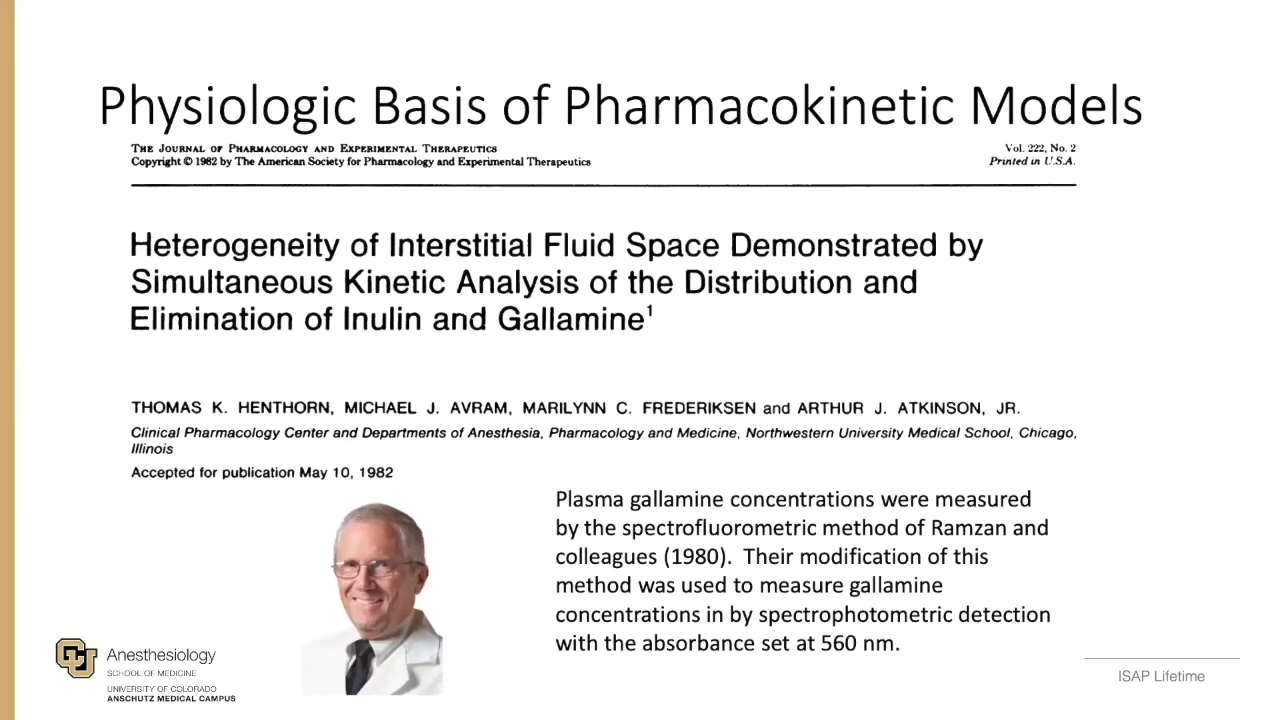 Physiologic Basis of Pharmacokinetic Models
THE JOURNAL OF PHARMACOLOGY AND EXPERIMENTAL THERAPEUTICS
Copyright © 1982 by The American Society for Pharmacology and Experimental Therapeutics
Vol. 222, No. 2
Printed in U.S.A.
Heterogeneity of Interstitial Fluid Space Demonstrated by
Simultaneous Kinetic Analysis of the Distribution and
Elimination of Inulin and Gallamine¹
THOMAS K. HENTHORN, MICHAEL J. AVRAM, MARILYNN C. FREDERIKSEN and ARTHUR J. ATKINSON, JR.
Clinical Pharmacology Center and Departments of Anesthesia, Pharmacology and Medicine, Northwestern University Medical School, Chicago,
Illinois
Accepted for publication May 10, 1982
Plasma gallamine concentrations were measured
by the spectrofluorometric method of Ramzan and
colleagues (1980). Their modification of this
method was used to measure gallamine
concentrations in by spectrophotometric detection
with the absorbance set at 560 nm.
CU
Anesthesiology
SCHOOL OF MEDICINE
UNIVERSITY OF COLORADO
ANSCHUTZ MEDICAL CAMPUS
ISAP Lifetime